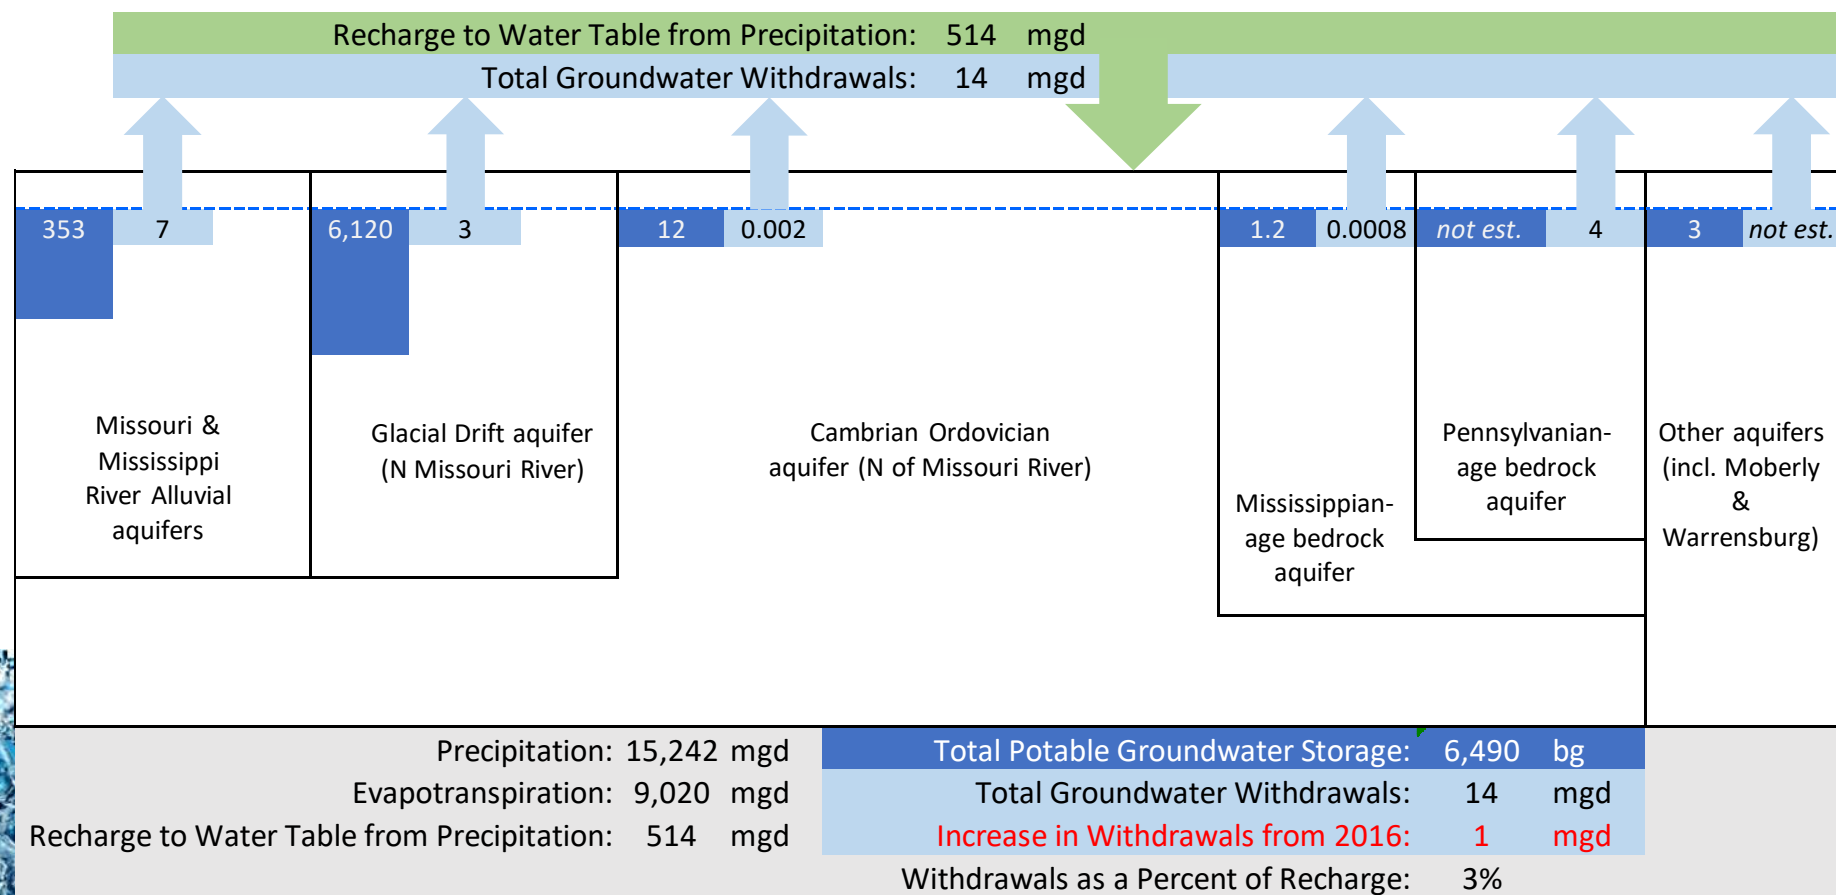 Recharge to Water Table from Precipitation: 514 mgd
Total Groundwater Withdrawals: 14 mgd
353 7 6,120 3 12 0.002 1.2 0.0008 not est. 4 3 not est.
Missouri &
Mississippi
River Alluvial
aquifers
Glacial Drift aquifer
(N Missouri River)
Cambrian Ordovician
aquifer (N of Missouri River)
Mississippian-
age bedrock
aquifer
Pennsylvanian-
age bedrock
aquifer
Other aquifers
(incl. Moberly
&
Warrensburg)
Precipitation: 15,242 mgd
Evapotranspiration: 9,020 mgd
Recharge to Water Table from Precipitation: 514 mgd
Total Potable Groundwater Storage: 6,490 bg
Total Groundwater Withdrawals: 14 mgd
Increase in Withdrawals from 2016: 1 mgd
Withdrawals as a Percent of Recharge: 3%